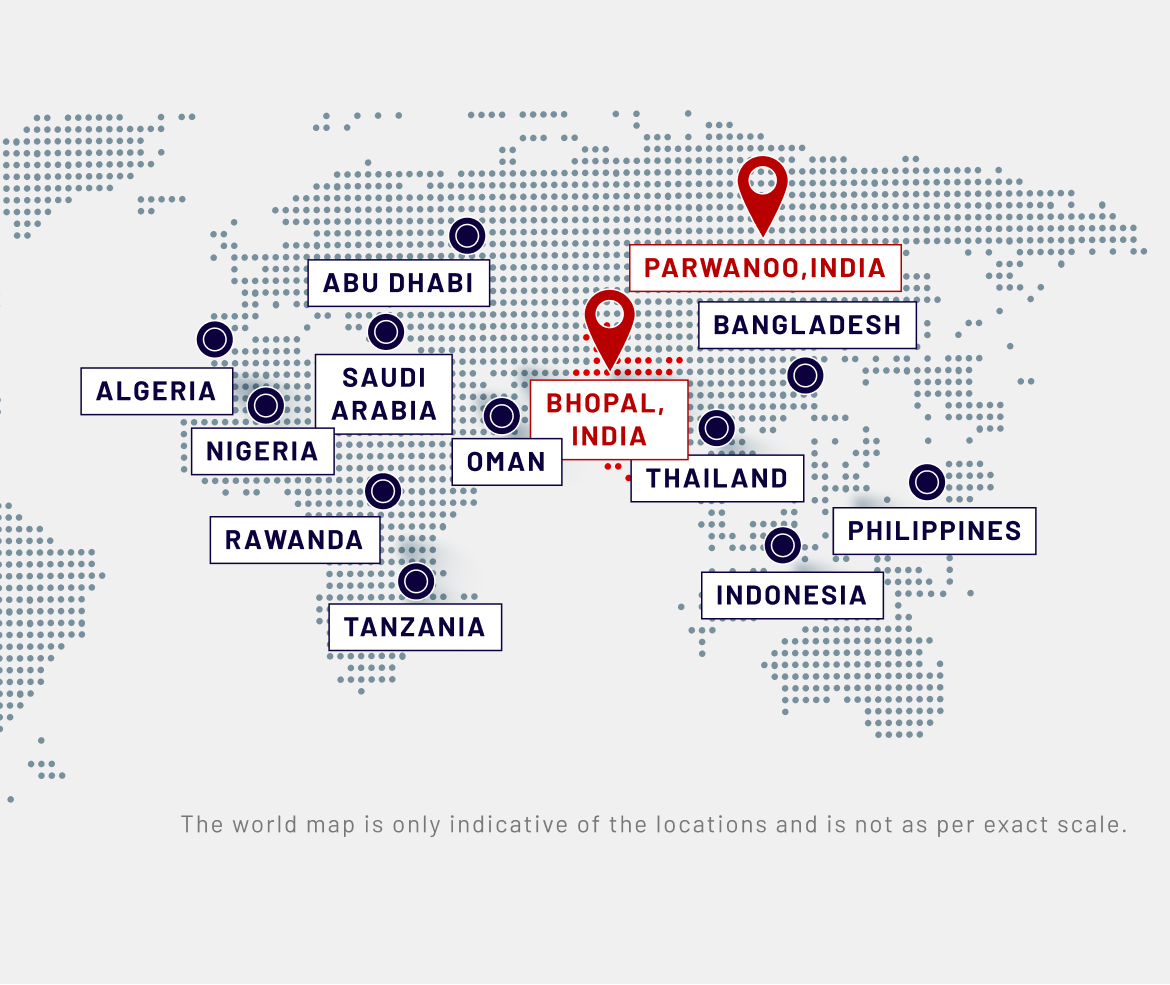 PARWANOO,INDIA
ABU DHABI
BANGLADESH
SAUDI
ARABIA
ALGERIA
BHOPAL,
INDIA
NIGERIA
OMAN
THAILAND
PHILIPPINES
RAWANDA
INDONESIA
TANZANIA
The world map is only indicative of the locations and is not as per exact scale.